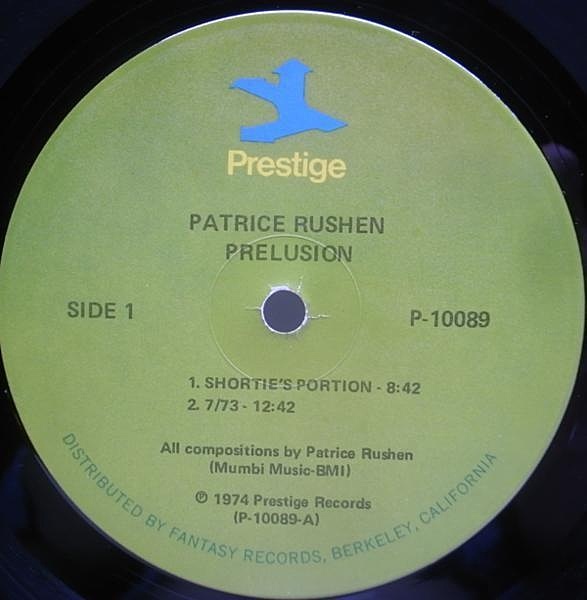 Prestige
PATRICE RUSHEN
PRELUSION
SIDE 1
P-10089
1. SHORTIE'S PORTION - 8:42
2. 7/73 - 12:42
All compositions by Patrice Rushen
(Mumbi Music-BMI)
℗ 1974 Prestige Records
(P-10089-A)
DISTRIBUTED BY FANTASY RECORDS, BERKELEY, CALIFORNIA